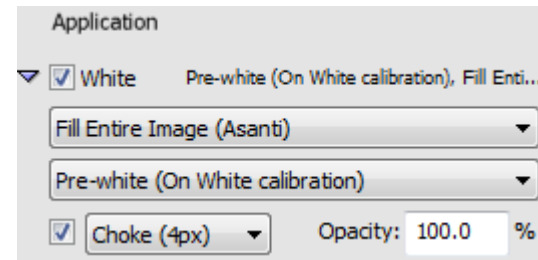 Application
White Pre-white (On White calibration), Fill Enti...
Fill Entire Image (Asanti)
Pre-white (On White calibration)
Choke (4px) Opacity: 100.0 %